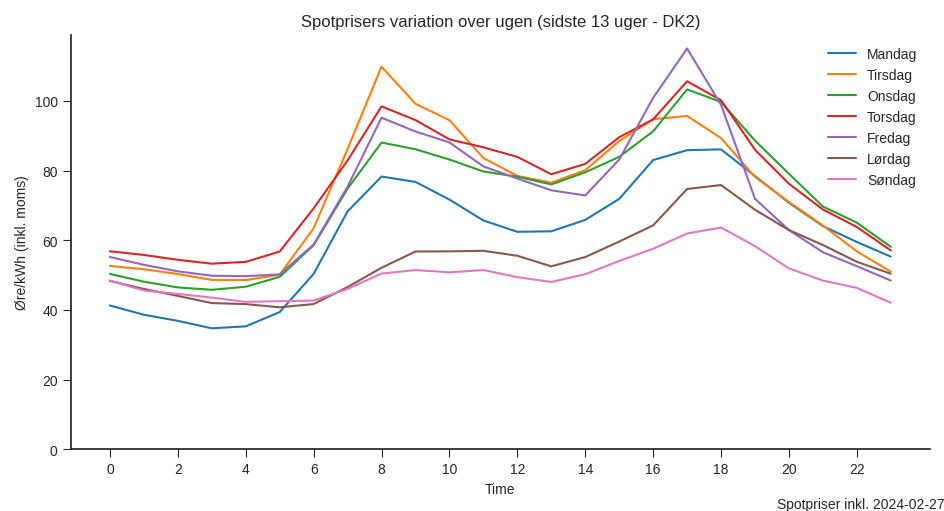 Spotprisers variation over ugen (sidste 13 uger - DK2)
Øre/kWh (inkl. moms)
100
80
60
40
20
0
0 2 4 6 8 10 12 14 16 18 20 22
Time
Mandag
Tirsdag
Onsdag
Torsdag
Fredag
Lørdag
Søndag
Spotpriser inkl. 2024-02-27